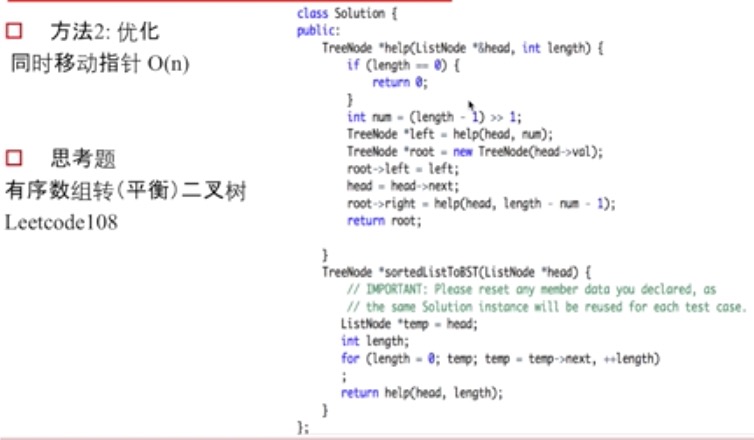 方法2: 优化
同时移动指针 O(n)
思考题
有序数组转(平衡)二叉树
Leetcode108
class Solution {
public:
TreeNode *help(ListNode *&head, int length) {
if (length == 0) {
return 0;
}
int num = (length - 1) >> 1;
TreeNode *left = help(head, num);
TreeNode *root = new TreeNode(head->val);
root->left = left;
head = head->next;
root->right = help(head, length - num - 1);
return root;
}
TreeNode *sortedListToBST(ListNode *head) {
// IMPORTANT: Please reset any member data you declared, as
// the same Solution instance will be reused for each test case.
ListNode *temp = head;
int length;
for (length = 0; temp; temp = temp->next, ++length)
;
return help(head, length);
}
};